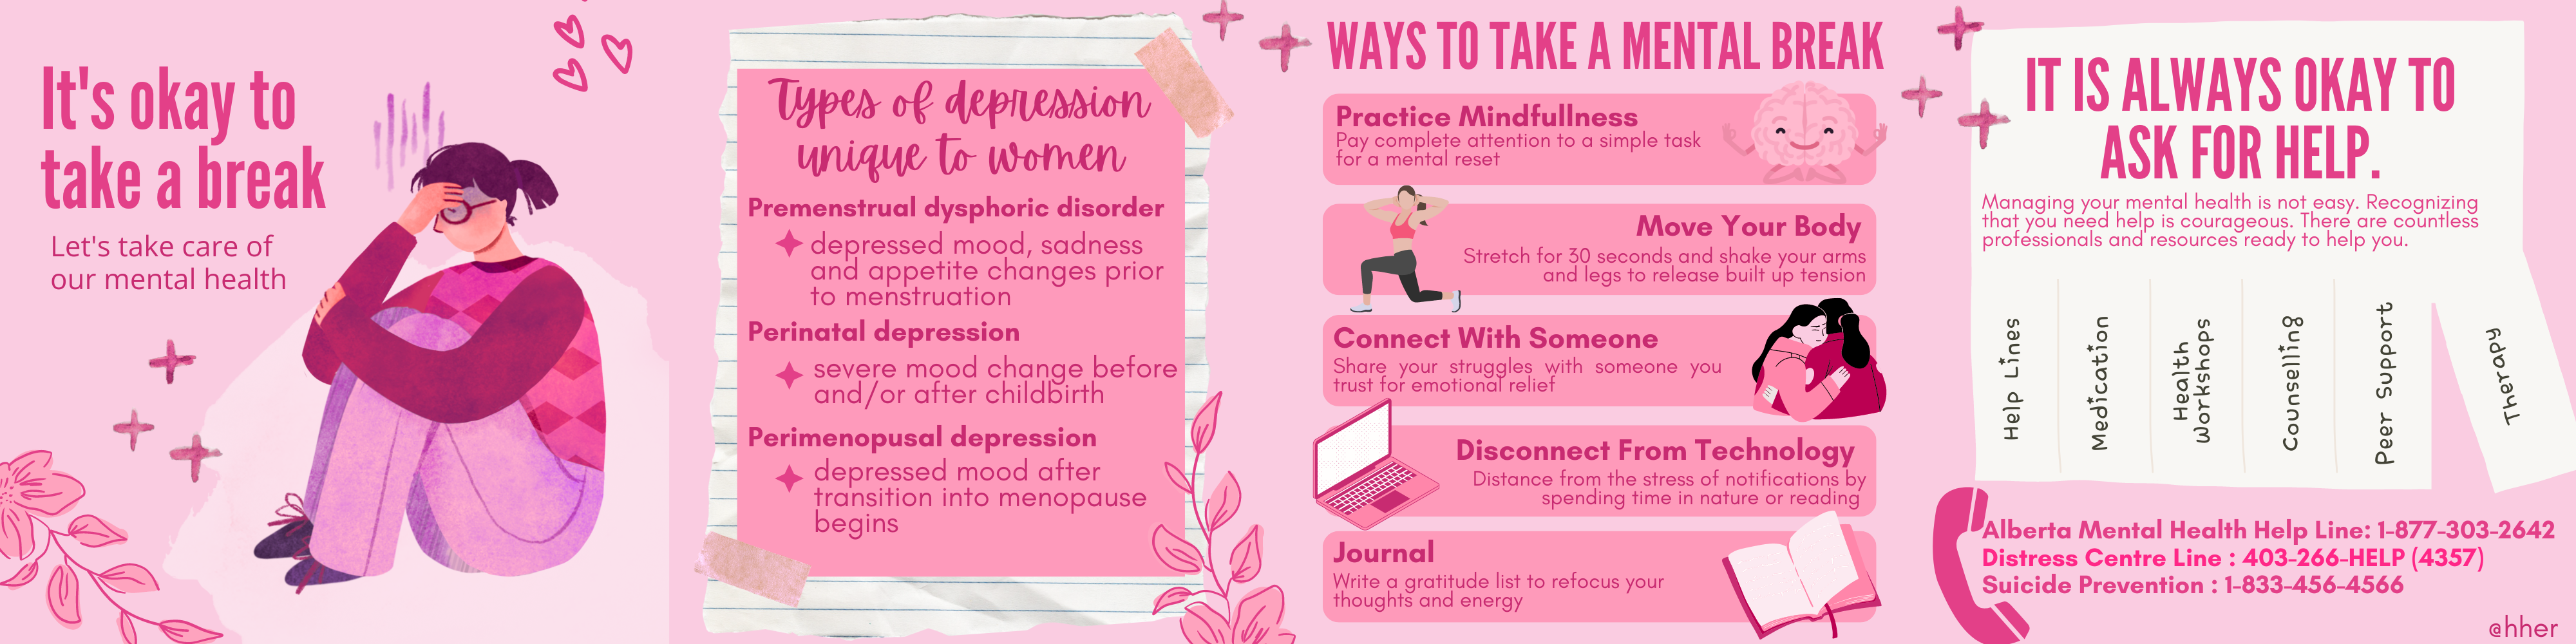 It's okay to
take a break
Let's take care of
our mental health
Types of depression
unique to women
Premenstrual dysphoric disorder
depressed mood, sadness
and appetite changes prior
to menstruation
Perinatal depression
severe mood change before
and/or after childbirth
Perimenopusal depression
depressed mood after
transition into menopause
begins
WAYS TO TAKE A MENTAL BREAK
Practice Mindfullness
Pay complete attention to a simple task
for a mental reset
Move Your Body
Stretch for 30 seconds and shake your arms
and legs to release built up tension
Connect With Someone
Share your struggles with someone you
trust for emotional relief
Disconnect From Technology
Distance from the stress of notifications by
spending time in nature or reading
Journal
Write a gratitude list to refocus your
thoughts and energy
IT IS ALWAYS OKAY TO
ASK FOR HELP.
Managing your mental health is not easy. Recognizing
that you need help is courageous. There are countless
professionals and resources ready to help you.
Help Lines
Medication
Health
Workshops
Counselling
Peer Support
Therapy
Alberta Mental Health Help Line: 1-877-303-2642
Distress Centre Line : 403-266-HELP (4357)
Suicide Prevention : 1-833-456-4566
@hher